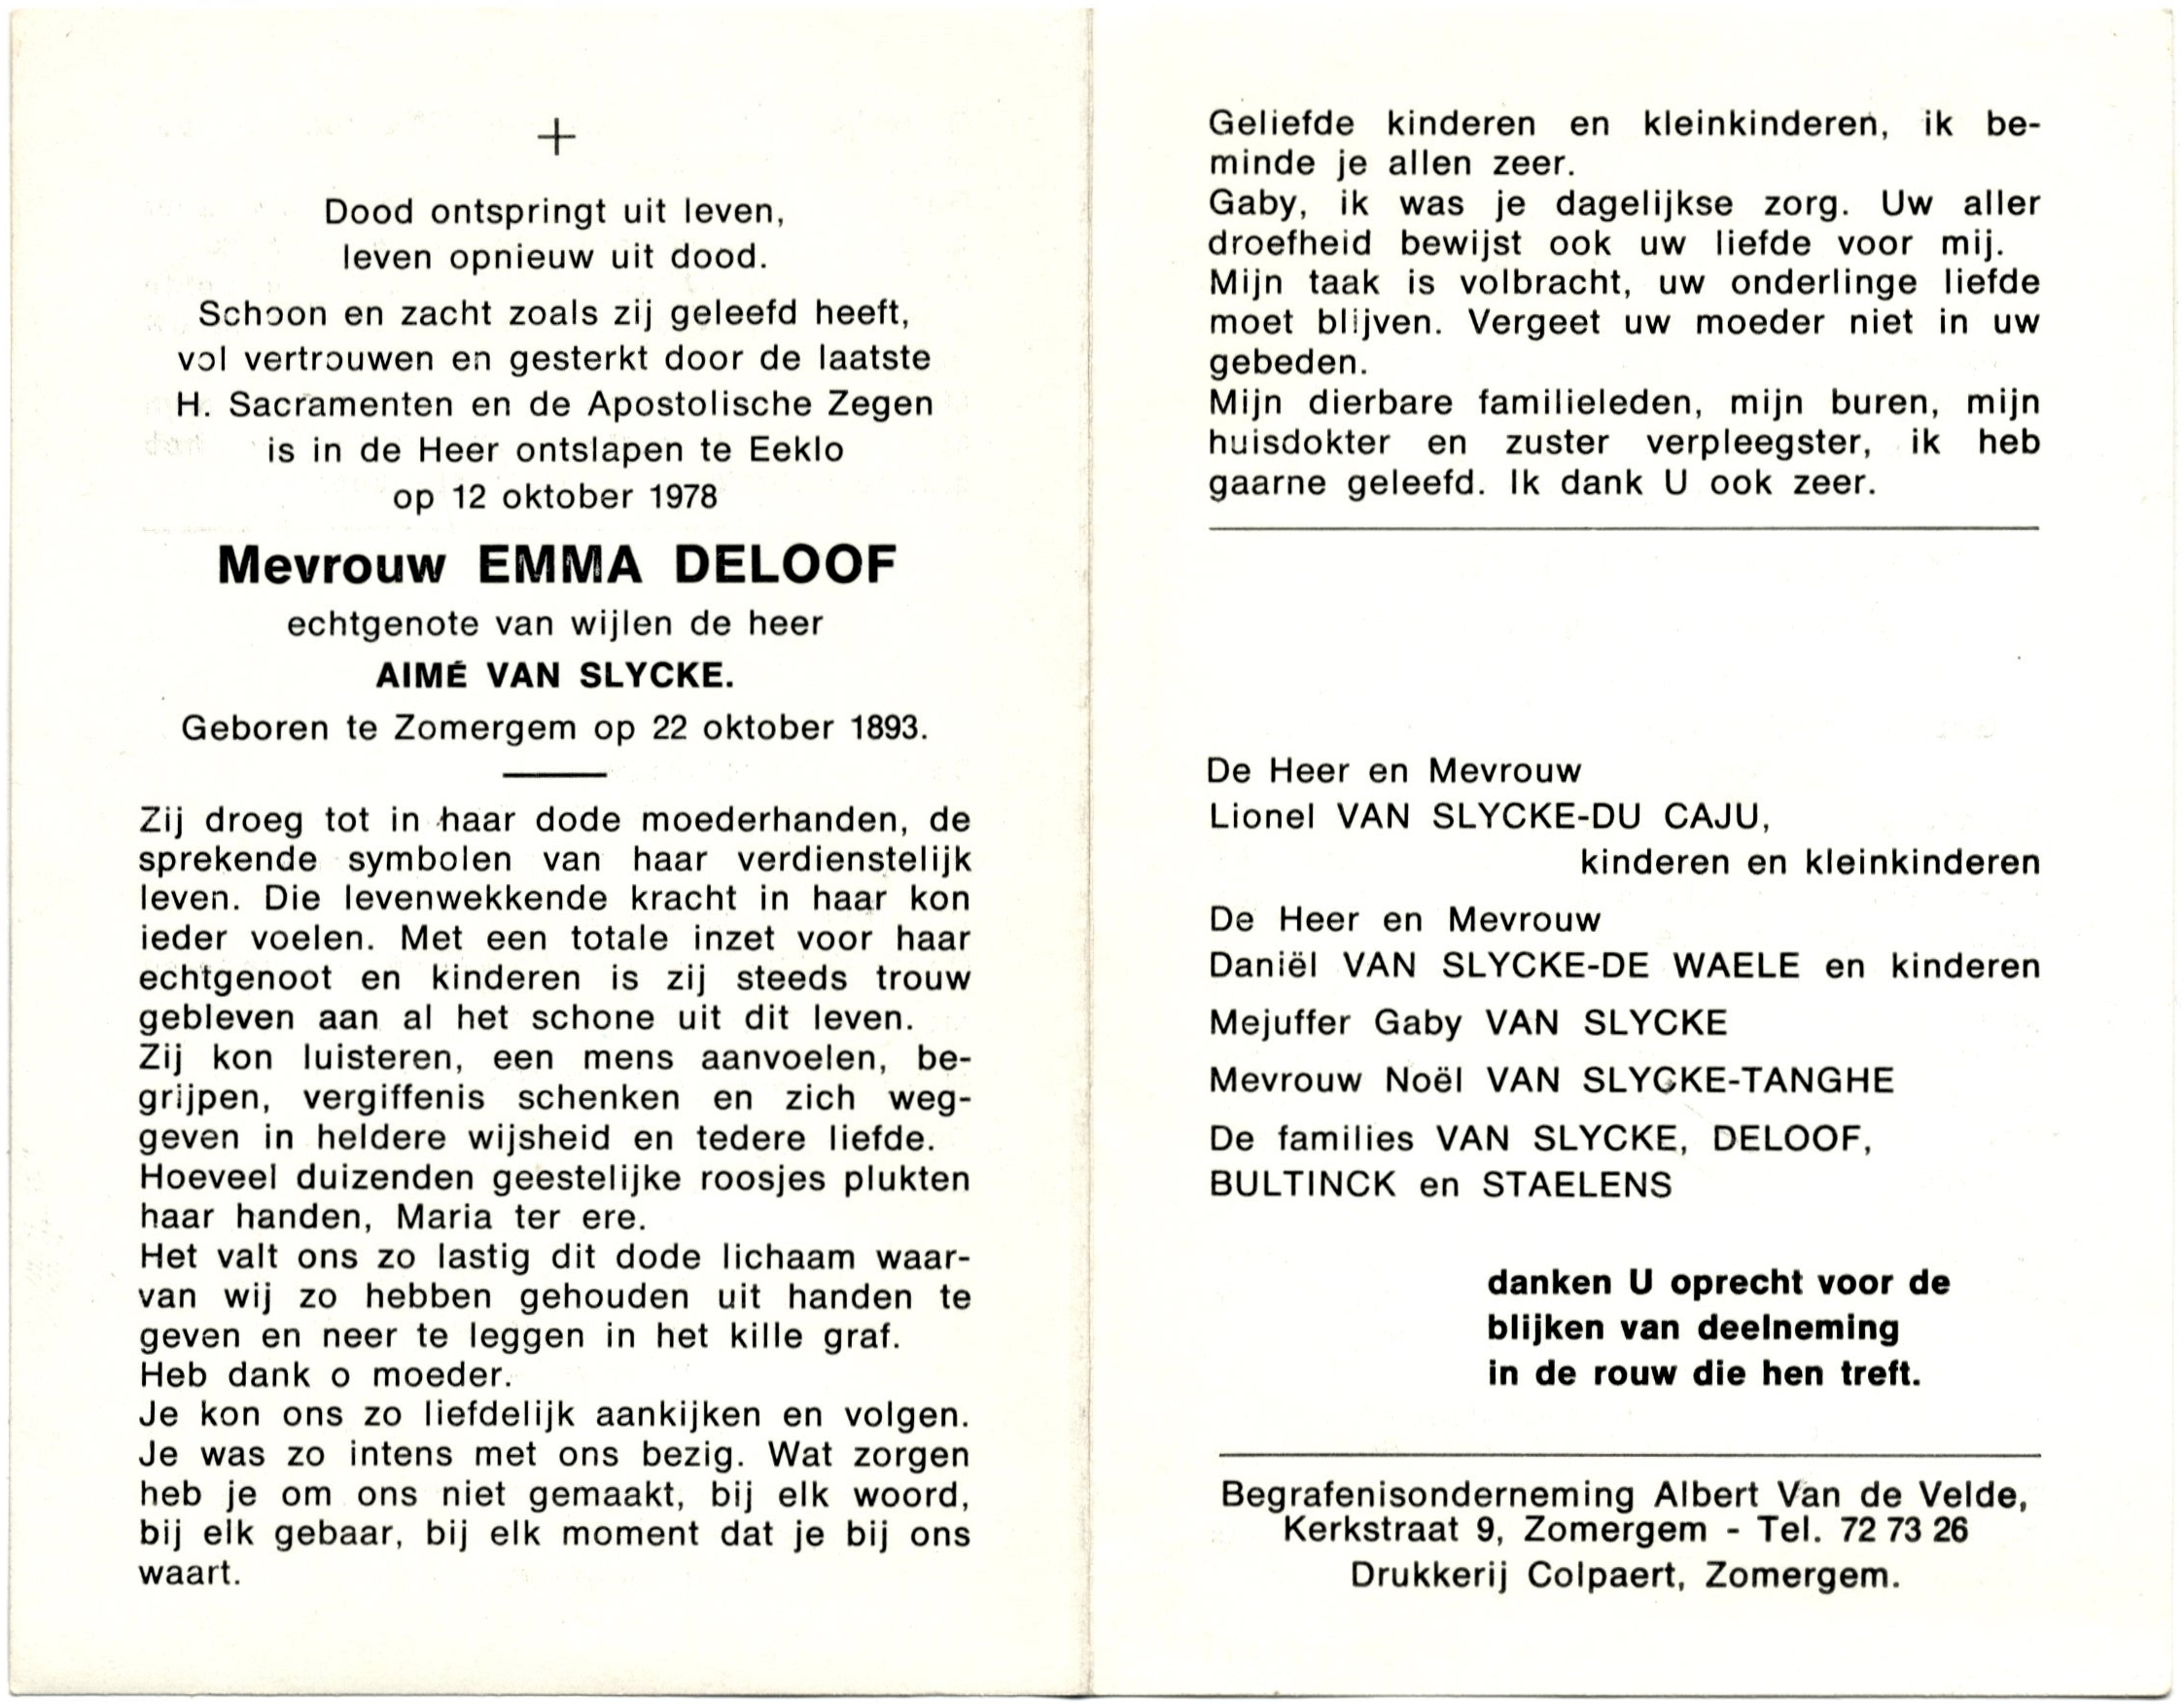 Dood ontspringt uit leven,
leven opnieuw uit dood.
Schoon en zacht zoals zij geleefd heeft,
vol vertrouwen en gesterkt door de laatste
H. Sacramenten en de Apostolische Zegen
is in de Heer ontslapen te Eeklo
op 12 oktober 1978
Mevrouw EMMA DELOOF
echtgenote van wijlen de heer
AIMÉ VAN SLYCKE.
Geboren te Zomergem op 22 oktober 1893.
Zij droeg tot in haar dode moederhanden, de
sprekende symbolen van haar verdienstelijk
leven. Die levenwekkende kracht in haar kon
ieder voelen. Met een totale inzet voor haar
echtgenoot en kinderen is zij steeds trouw
gebleven aan al het schone uit dit leven.
Zij kon luisteren, een mens aanvoelen, be-
grijpen, vergiffenis schenken en zich weg-
geven in heldere wijsheid en tedere liefde.
Hoeveel duizenden geestelijke roosjes plukten
haar handen, Maria ter ere.
Het valt ons zo lastig dit dode lichaam waar-
van wij zo hebben gehouden uit handen te
geven en neer te leggen in het kille graf.
Heb dank o moeder.
Je kon ons zo liefdelijk aankijken en volgen.
Je was zo intens met ons bezig. Wat zorgen
heb je om ons niet gemaakt, bij elk woord,
bij elk gebaar, bij elk moment dat je bij ons
waart.
Geliefde kinderen en kleinkinderen, ik be-
minde je allen zeer.
Gaby, ik was je dagelijkse zorg. Uw aller
droefheid bewijst ook uw liefde voor mij.
Mijn taak is volbracht, uw onderlinge liefde
moet blijven. Vergeet uw moeder niet in uw
gebeden.
Mijn dierbare familieleden, mijn buren, mijn
huisdokter en zuster verpleegster, ik heb
gaarne geleefd. Ik dank U ook zeer.
De Heer en Mevrouw
Lionel VAN SLYCKE-DU CAJU,
kinderen en kleinkinderen
De Heer en Mevrouw
Daniël VAN SLYCKE-DE WAELE en kinderen
Mejuffer Gaby VAN SLYCKE
Mevrouw Noël VAN SLYCKE-TANGHE
De families VAN SLYCKE, DELOOF,
BULTINCK en STAELENS
danken U oprecht voor de
blijken van deelneming
in de rouw die hen treft.
Begrafenisonderneming Albert Van de Velde,
Kerkstraat 9, Zomergem - Tel. 72 73 26
Drukkerij Colpaert, Zomergem.